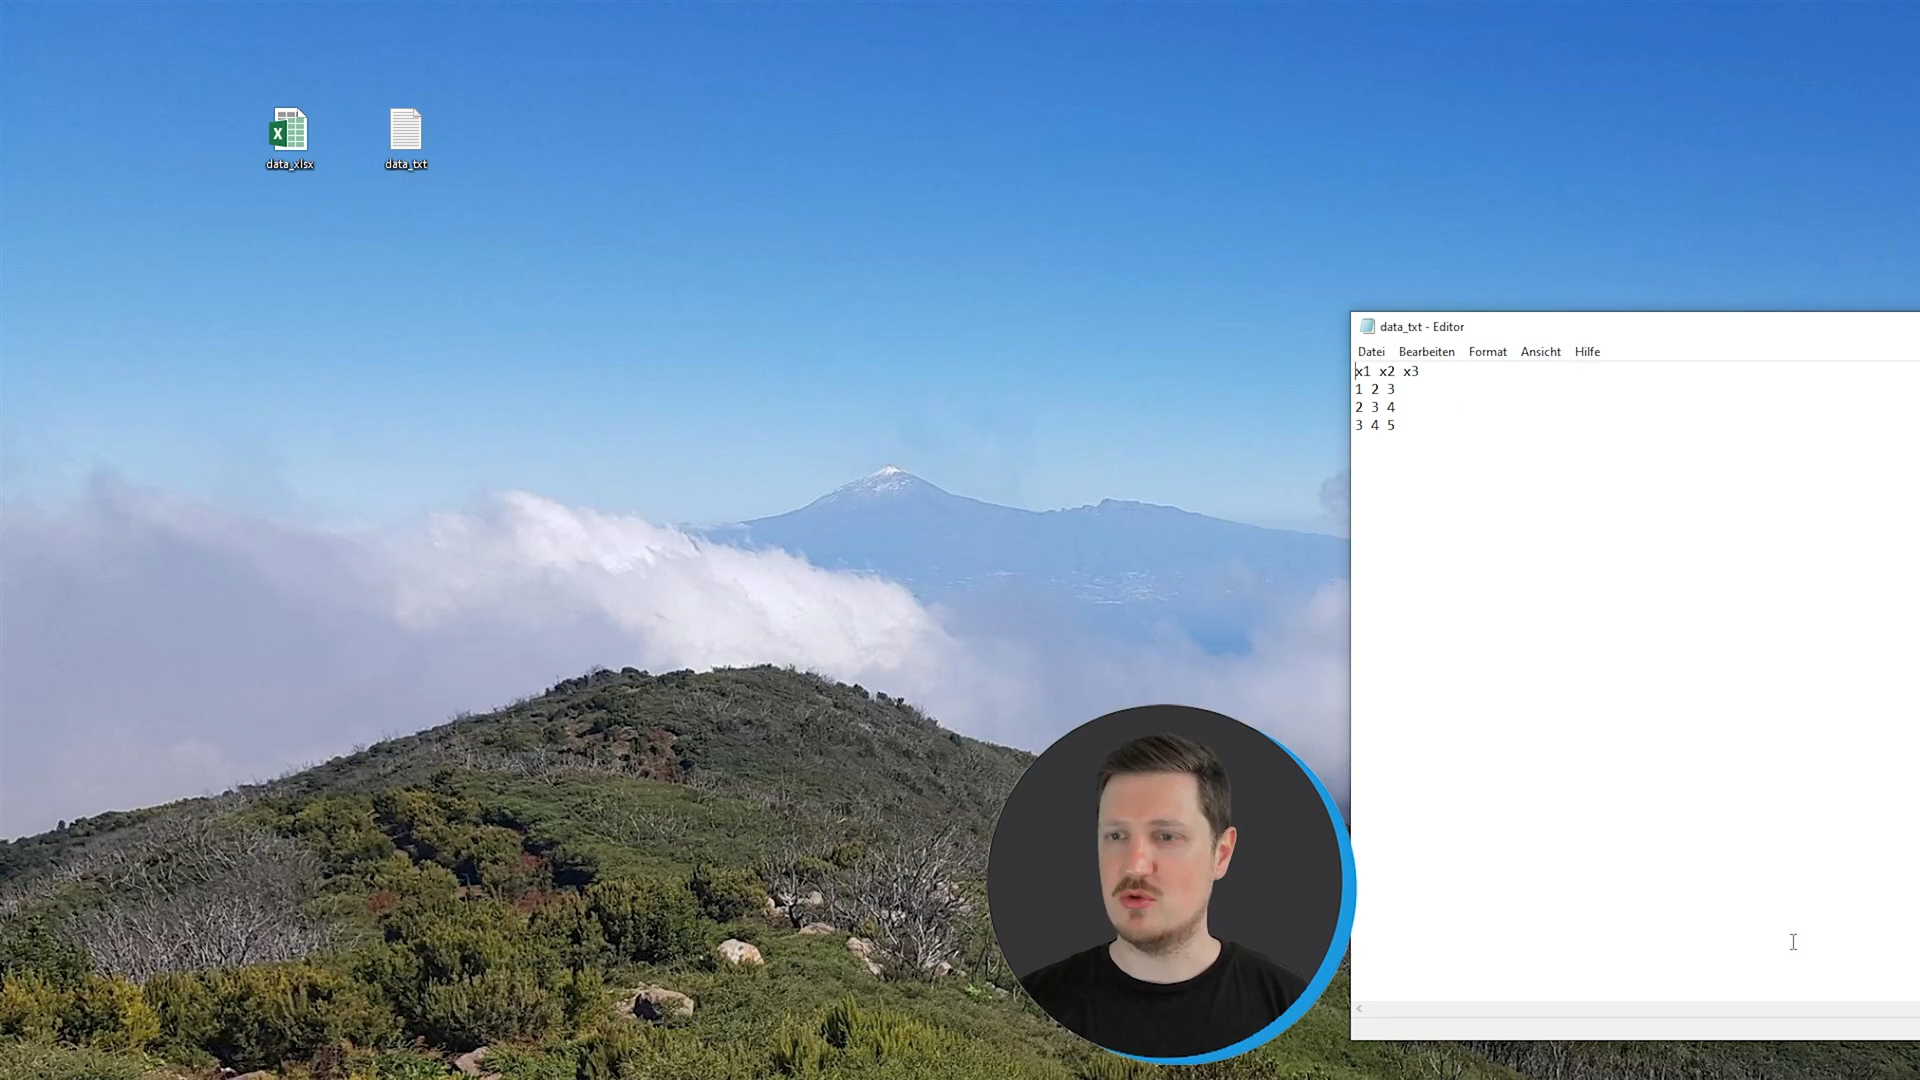 data_xlsx
data_txt
data_txt - Editor
Datei Bearbeiten Format Ansicht Hilfe
x1 x2 x3
1 2 3
2 3 4
3 4 5